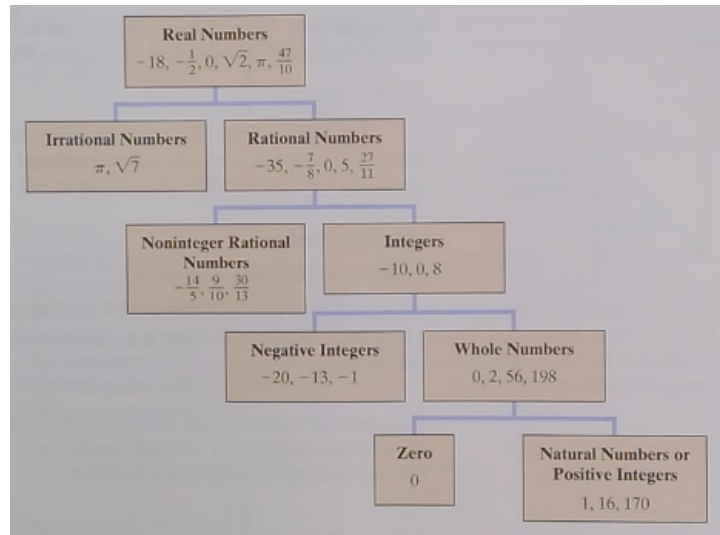 Real Numbers
−18, −1/2, 0, √2, π, 47/10
Irrational Numbers
π, √7
Rational Numbers
−35, −7/8, 0, 5, 27/11
Noninteger Rational
Numbers
−14/5, 9/10, 30/13
Integers
−10, 0, 8
Negative Integers
−20, −13, −1
Whole Numbers
0, 2, 56, 198
Zero
0
Natural Numbers or
Positive Integers
1, 16, 170